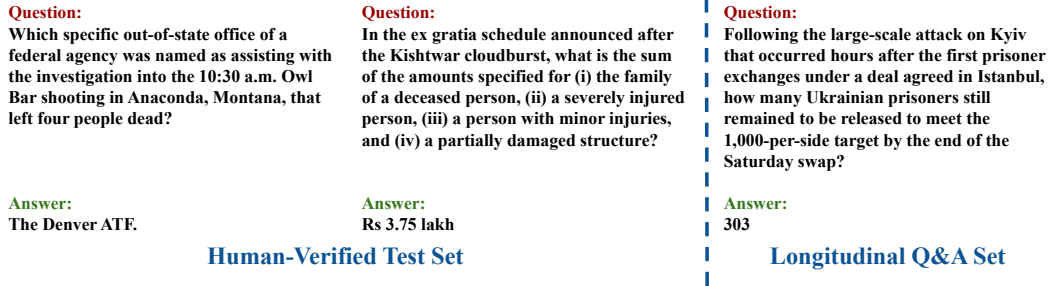 Question:
Which specific out-of-state office of a
federal agency was named as assisting with
the investigation into the 10:30 a.m. Owl
Bar shooting in Anaconda, Montana, that
left four people dead?
Answer:
The Denver ATF.
Question:
In the ex gratia schedule announced after
the Kishtwar cloudburst, what is the sum
of the amounts specified for (i) the family
of a deceased person, (ii) a severely injured
person, (iii) a person with minor injuries,
and (iv) a partially damaged structure?
Answer:
Rs 3.75 lakh
Human-Verified Test Set
Question:
Following the large-scale attack on Kyiv
that occurred hours after the first prisoner
exchanges under a deal agreed in Istanbul,
how many Ukrainian prisoners still
remained to be released to meet the
1,000-per-side target by the end of the
Saturday swap?
Answer:
303
Longitudinal Q&A Set